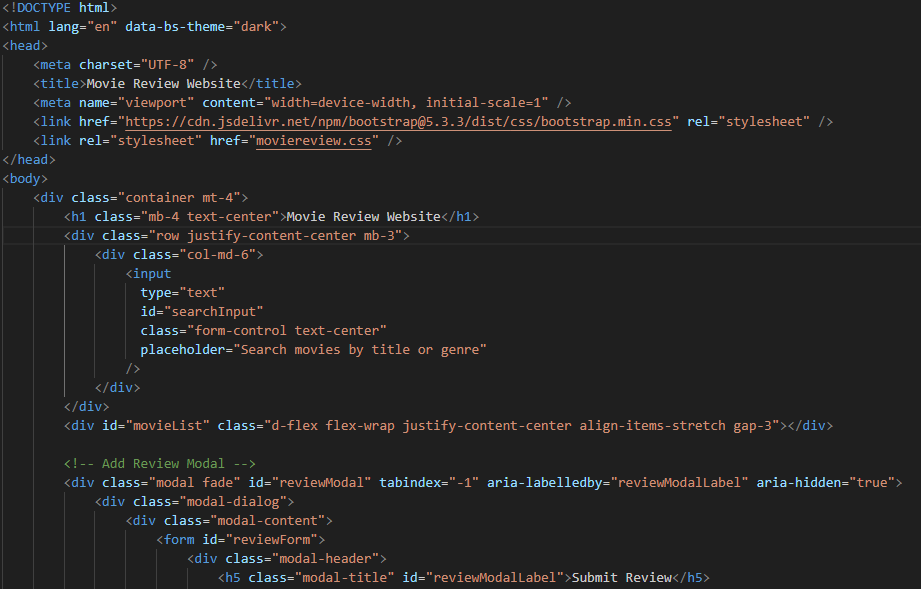 <!DOCTYPE html>
<html lang="en" data-bs-theme="dark">
<head>
    <meta charset="UTF-8" />
    <title>Movie Review Website</title>
    <meta name="viewport" content="width=device-width, initial-scale=1" />
    <link href="https://cdn.jsdelivr.net/npm/bootstrap@5.3.3/dist/css/bootstrap.min.css" rel="stylesheet" />
    <link rel="stylesheet" href="moviereview.css" />
</head>
<body>
    <div class="container mt-4">
        <h1 class="mb-4 text-center">Movie Review Website</h1>
        <div class="row justify-content-center mb-3">
            <div class="col-md-6">
                <input
                  type="text"
                  id="searchInput"
                  class="form-control text-center"
                  placeholder="Search movies by title or genre"
                />
            </div>
        </div>
        <div id="movieList" class="d-flex flex-wrap justify-content-center align-items-stretch gap-3"></div>

        <!-- Add Review Modal -->
        <div class="modal fade" id="reviewModal" tabindex="-1" aria-labelledby="reviewModalLabel" aria-hidden="true">
            <div class="modal-dialog">
                <div class="modal-content">
                    <form id="reviewForm">
                        <div class="modal-header">
                            <h5 class="modal-title" id="reviewModalLabel">Submit Review</h5>